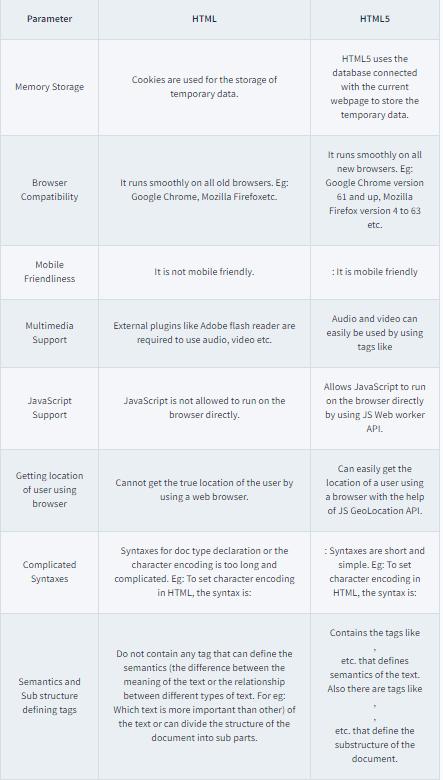 Parameter HTML HTML5
Memory Storage
Cookies are used for the storage of
temporary data.
HTML5 uses the
database connected
with the current
webpage to store the
temporary data.
Browser
Compatibility
It runs smoothly on all old browsers. Eg:
Google Chrome, Mozilla Firefoxetc.
It runs smoothly on all
new browsers. Eg:
Google Chrome version
61 and up, Mozilla
Firefox version 4 to 63
etc.
Mobile
Friendliness
It is not mobile friendly.
: It is mobile friendly
Multimedia
Support
External plugins like Adobe flash reader are
required to use audio, video etc.
Audio and video can
easily be used by using
tags like
JavaScript
Support
JavaScript is not allowed to run on the
browser directly.
Allows JavaScript to run
on the browser directly
by using JS Web worker
API.
Getting location
of user using
browser
Cannot get the true location of the user by
using a web browser.
Can easily get the
location of a user using
a browser with the help
of JS GeoLocation API.
Complicated
Syntaxes
Syntaxes for doc type declaration or the
character encoding is too long and
complicated. Eg: To set character encoding
in HTML, the syntax is:
: Syntaxes are short and
simple. Eg: To set
character encoding in
HTML, the syntax is:
Semantics and
Sub structure
defining tags
Do not contain any tag that can define the
semantics (the difference between the
meaning of the text or the relationship
between different types of text. For eg:
Which text is more important than other) of
the text or can divide the structure of the
document into sub parts.
Contains the tags like
,
etc. that defines
semantics of the text.
Also there are tags like
,
,
etc. that define the
substructure of the
document.